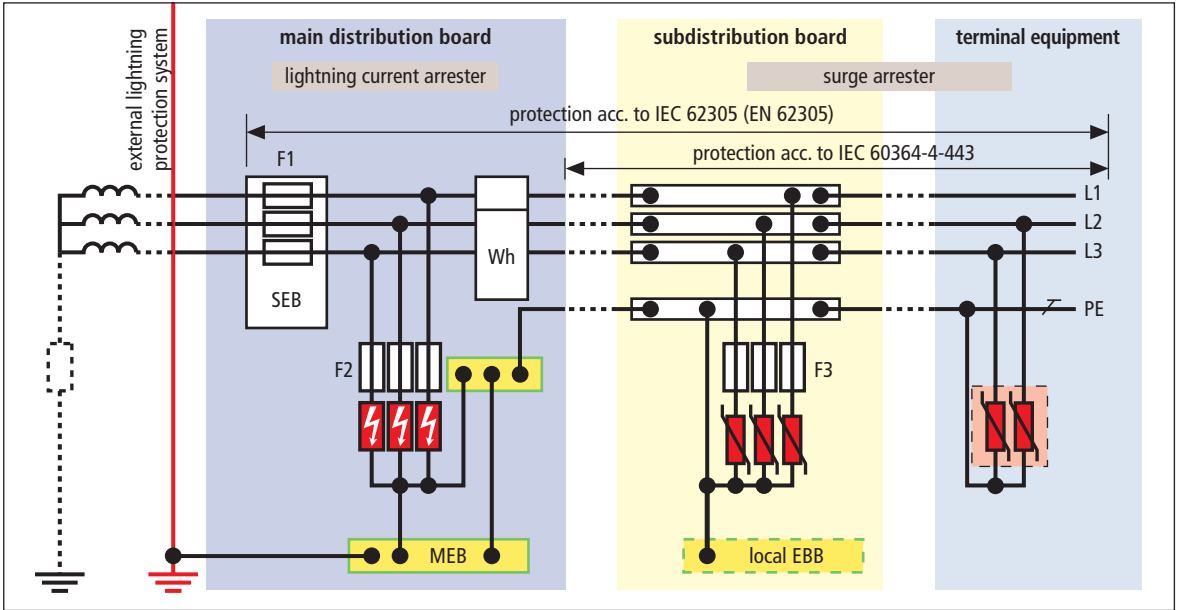 external lightning
protection system
main distribution board
subdistribution board
terminal equipment
lightning current arrester
surge arrester
protection acc. to IEC 62305 (EN 62305)
protection acc. to IEC 60364-4-443
F1
L1
L2
L3
Wh
SEB
PE
F2
F3
MEB
local EBB